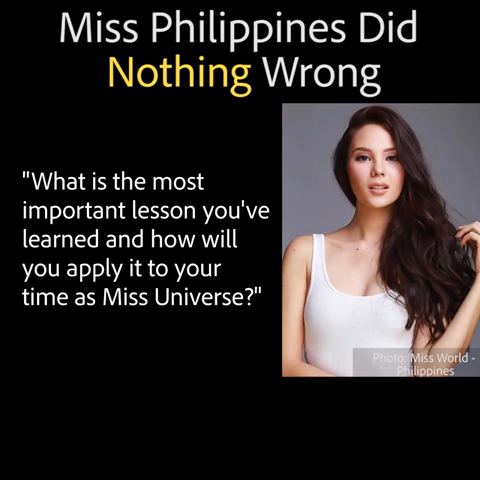 Miss Philippines Did
Nothing Wrong
"What is the most
important lesson you've
learned and how will
you apply it to your
time as Miss Universe?"
Photo: Miss World -
Philippines